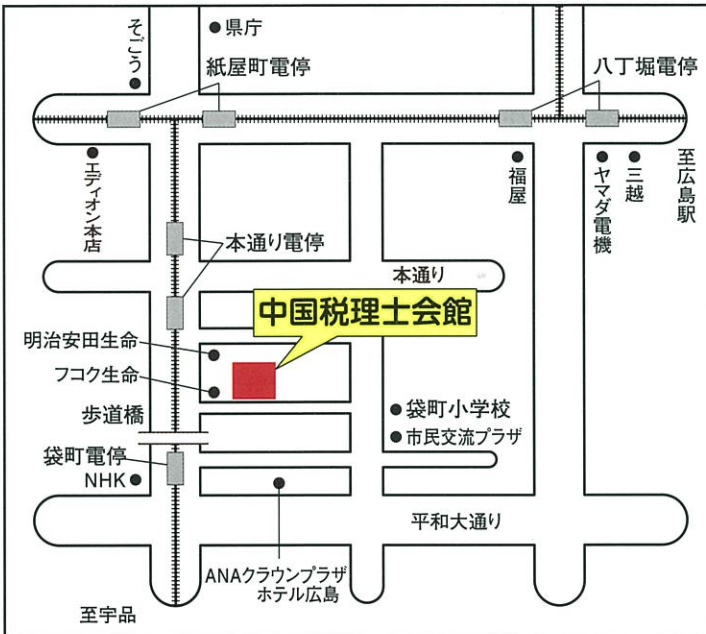 そごう
県庁
紙屋町電停
八丁堀電停
エディオン本店
福屋
ヤマダ電機
三越
至広島駅
本通り電停
本通り
中国税理士会館
明治安田生命
フコク生命
歩道橋
袋町小学校
市民交流プラザ
袋町電停
NHK
平和大通り
ANAクラウンプラザ
ホテル広島
至宇品